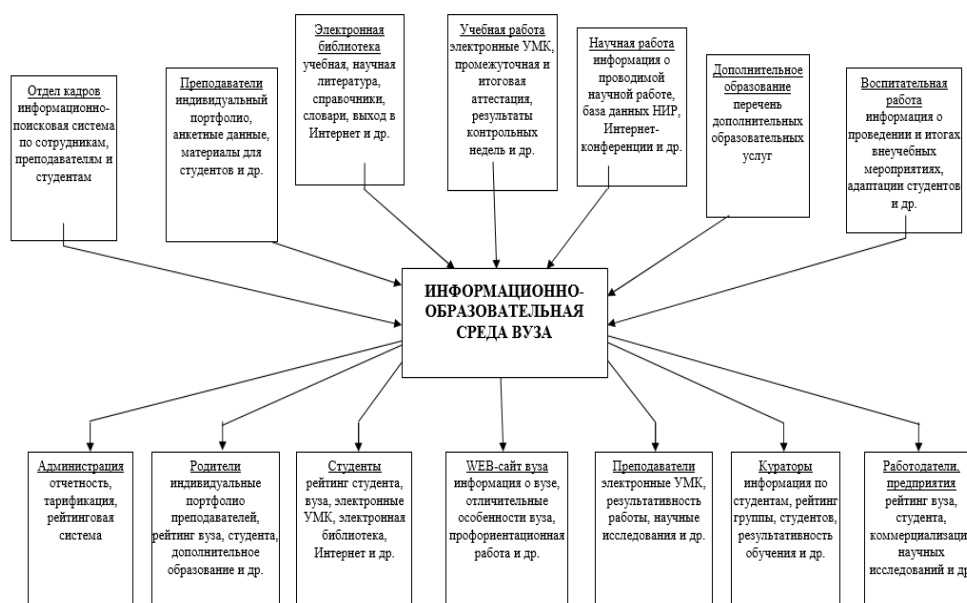 Отдел кадров
информационно-
поисковая система
по сотрудникам,
преподавателям и
студентам
Преподаватели
индивидуальный
портфолио,
анкетные данные,
материалы для
студентов и др.
Электронная
библиотека
учебная, научная
литература,
справочники,
словари, выход в
Интернет и др.
Учебная работа
электронные УМК,
промежуточная и
итоговая
аттестация,
результаты
контрольных
недель и др.
Научная работа
информация о
проводимой
научной работе,
база данных НИР,
Интернет-
конференции и др.
Дополнительное
образование
перечень
дополнительных
образовательных
услуг
Воспитательная
работа
информация о
проведении и итогах
внеучебных
мероприятиях,
адаптации студентов
и др.
ИНФОРМАЦИОННО-
ОБРАЗОВАТЕЛЬНАЯ
СРЕДА ВУЗА
Администрация
отчетность,
тарификация,
рейтинговая
система
Родители
индивидуальные
портфолио
преподавателей,
рейтинг вуза, студента,
дополнительное
образование и др.
Студенты
рейтинг студента,
вуза, электронные
УМК, электронная
библиотека,
Интернет и др.
WEB-сайт вуза
информация о вузе,
отличительные
особенности вуза,
профориентационная
работа и др.
Преподаватели
электронные УМК,
результативность
работы, научные
исследования и др.
Кураторы
информация по
студентам, рейтинг
группы, студентов,
результативность
обучения и др.
Работодатели,
предприятия
рейтинг вуза,
студента,
коммерциализац
научных
исследований и др